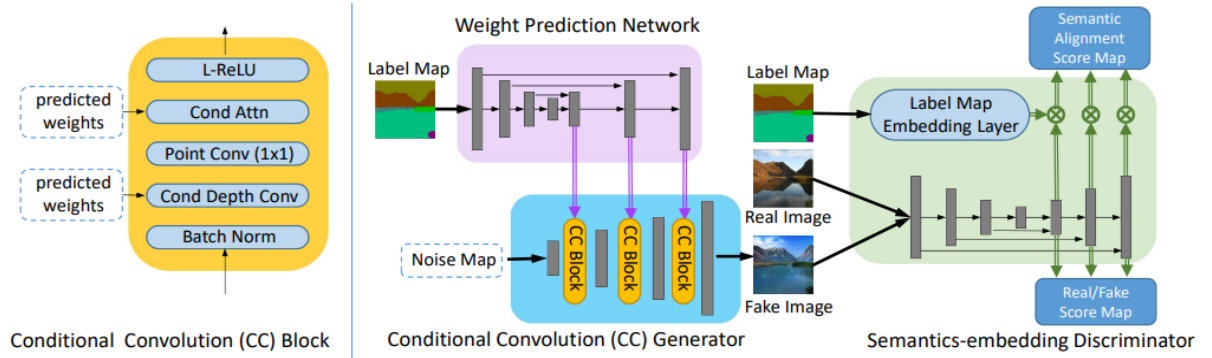 L-ReLU
predicted
weights
Cond Attn
Point Conv (1x1)
predicted
weights
Cond Depth Conv
Batch Norm
Conditional Convolution (CC) Block
Weight Prediction Network
Label Map
Noise Map
CC Block
CC Block
CC Block
Conditional Convolution (CC) Generator
Label Map
Real Image
Fake Image
Semantic
Alignment
Score Map
Label Map
Embedding Layer
Real/Fake
Score Map
Semantics-embedding Discriminator